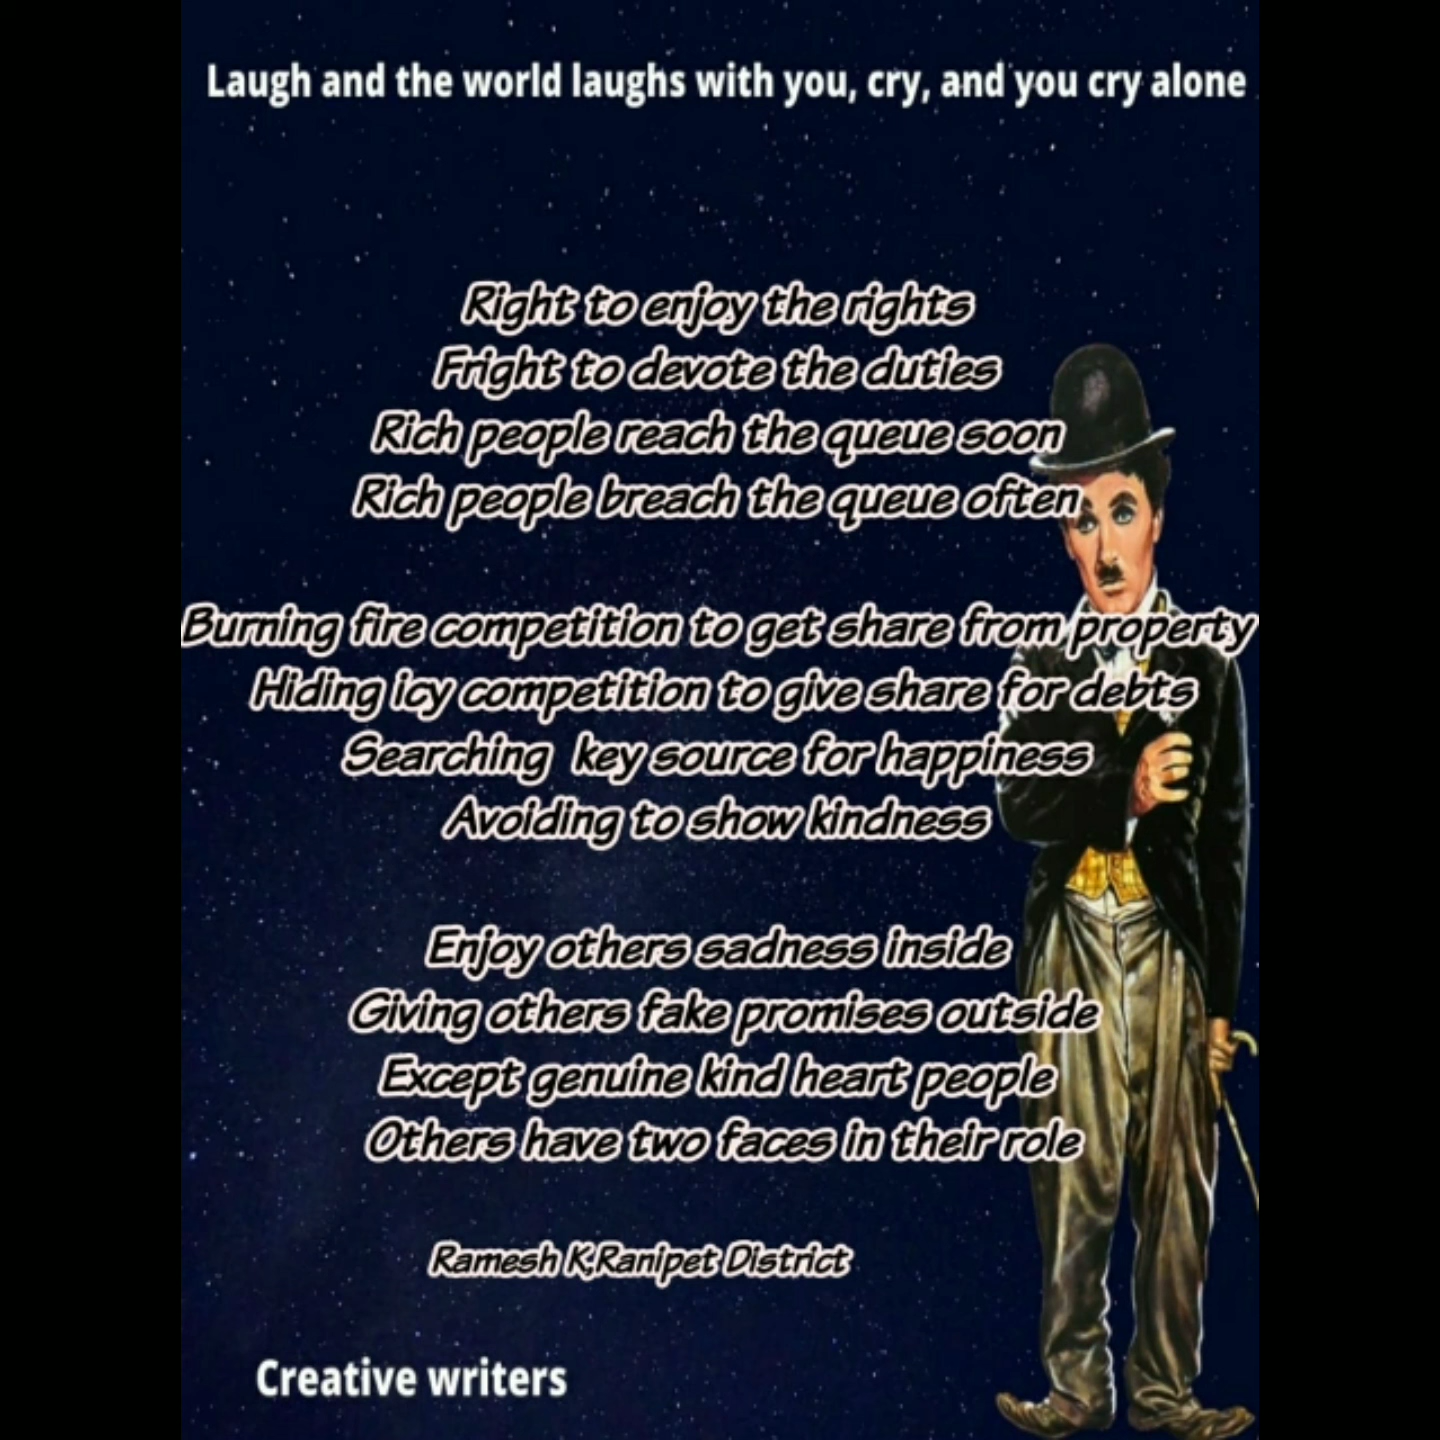 Laugh and the world laughs with you, cry, and you cry alone
Right to enjoy the rights
Fright to devote the duties
Rich people reach the queue soon
Rich people breach the queue often
Burning fire competition to get share from property
Hiding icy competition to give share for debts
Searching  key source for happiness
Avoiding to show kindness
Enjoy others sadness inside
Giving others fake promises outside
Except genuine kind heart people
Others have two faces in their role
Ramesh K,Ranipet District
Creative writers